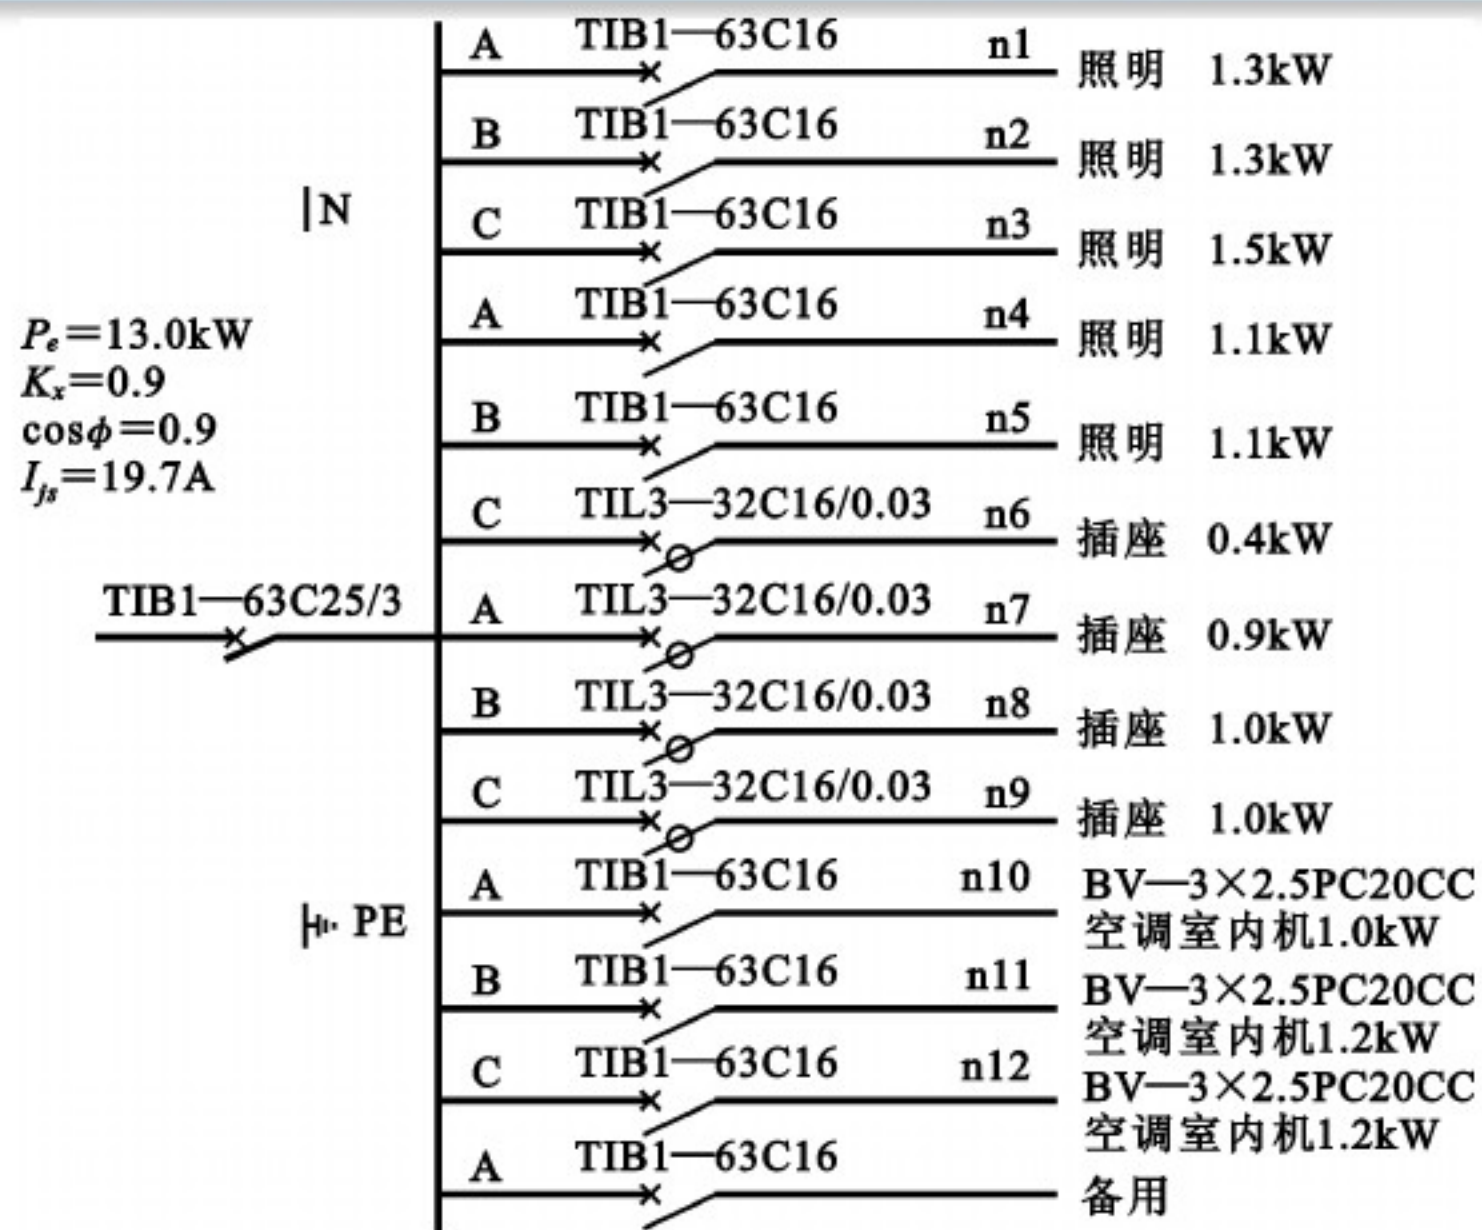 A TIB1—63C16 n1 照明 1.3kW
B TIB1—63C16 n2 照明 1.3kW
|N
C TIB1—63C16 n3 照明 1.5kW
A TIB1—63C16 n4 照明 1.1kW
Pe=13.0kW
Kx=0.9
cosϕ=0.9
Ijs=19.7A
B TIB1—63C16 n5 照明 1.1kW
C TIL3—32C16/0.03 n6 插座 0.4kW
TIB1—63C25/3
A TIL3—32C16/0.03 n7 插座 0.9kW
B TIL3—32C16/0.03 n8 插座 1.0kW
C TIL3—32C16/0.03 n9 插座 1.0kW
PE
A TIB1—63C16 n10 BV—3×2.5PC20CC
空调室内机1.0kW
B TIB1—63C16 n11 BV—3×2.5PC20CC
空调室内机1.2kW
C TIB1—63C16 n12 BV—3×2.5PC20CC
空调室内机1.2kW
A TIB1—63C16 备用